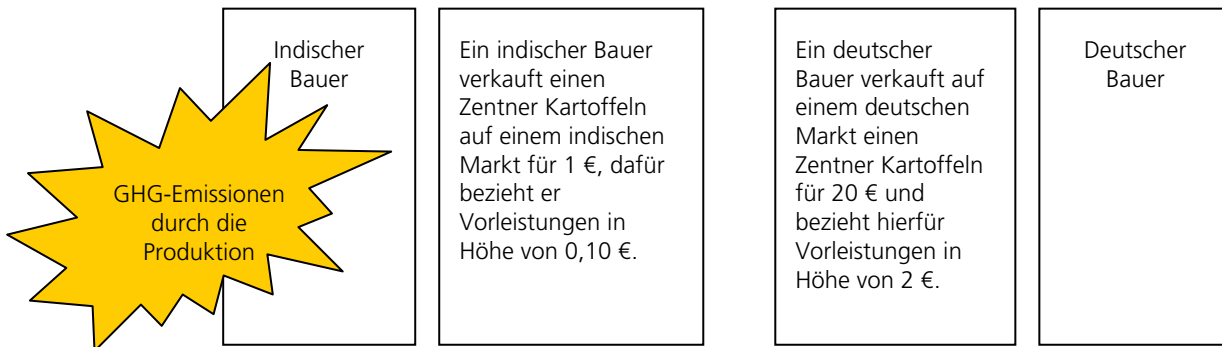 Indischer
Bauer
GHG-Emissionen
durch die
Produktion
Ein indischer Bauer
verkauft einen
Zentner Kartoffeln
auf einem indischen
Markt für 1 €, dafür
bezieht er
Vorleistungen in
Höhe von 0,10 €.
Ein deutscher
Bauer verkauft auf
einem deutschen
Markt einen
Zentner Kartoffeln
für 20 € und
bezieht hierfür
Vorleistungen in
Höhe von 2 €.
Deutscher
Bauer